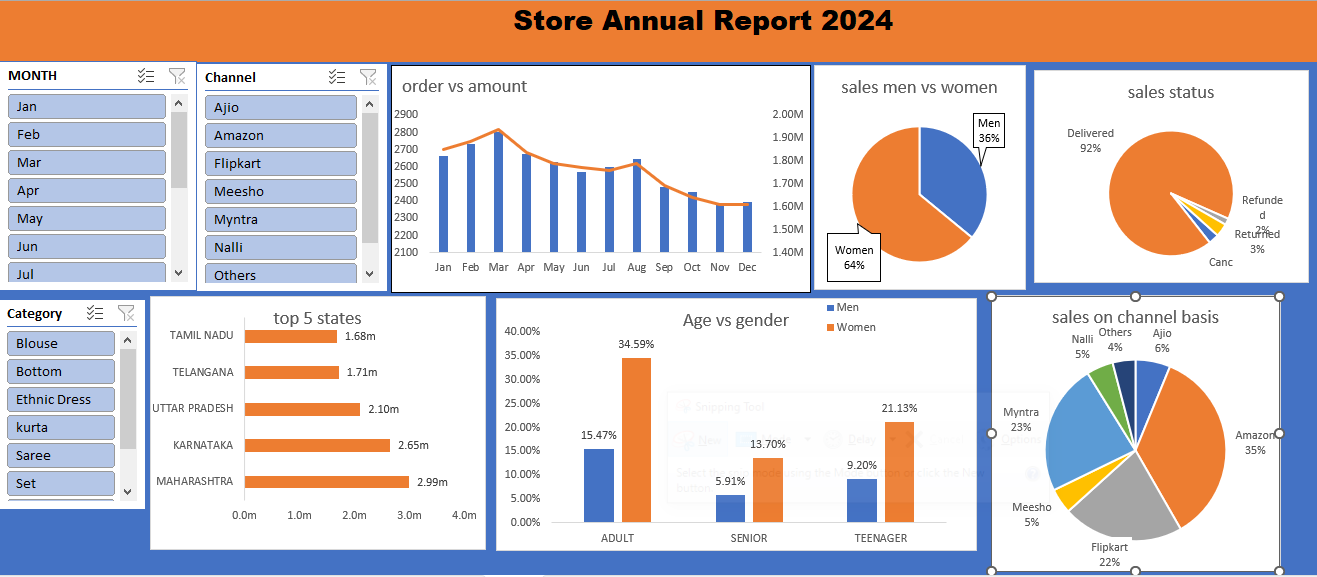 Store Annual Report 2024
MONTH
Jan
Feb
Mar
Apr
May
Jun
Jul
Channel
Ajio
Amazon
Flipkart
Meesho
Myntra
Nalli
Others
order vs amount
2900
2800
2700
2600
2500
2400
2300
2200
2100
2.00M
1.90M
1.80M
1.70M
1.60M
1.50M
1.40M
Jan Feb Mar Apr May Jun Jul Aug Sep Oct Nov Dec
sales men vs women
Men
36%
Women
64%
sales status
Delivered
92%
Refunde
d
2%
Returned
3%
Canc
Category
Blouse
Bottom
Ethnic Dress
kurta
Saree
Set
top 5 states
TAMIL NADU 1.68m
TELANGANA 1.71m
UTTAR PRADESH 2.10m
KARNATAKA 2.65m
MAHARASHTRA 2.99m
0.0m 1.0m 2.0m 3.0m 4.0m
Age vs gender
Men
Women
40.00%
35.00%
30.00%
25.00%
20.00%
15.00%
10.00%
5.00%
0.00%
15.47% 34.59%
5.91% 13.70%
9.20% 21.13%
ADULT SENIOR TEENAGER
Snipping Tool
New
Delay
Options
sales on channel basis
Others
4%
Ajio
6%
Nalli
5%
Myntra
23%
Amazon
35%
Meesho
5%
Flipkart
22%